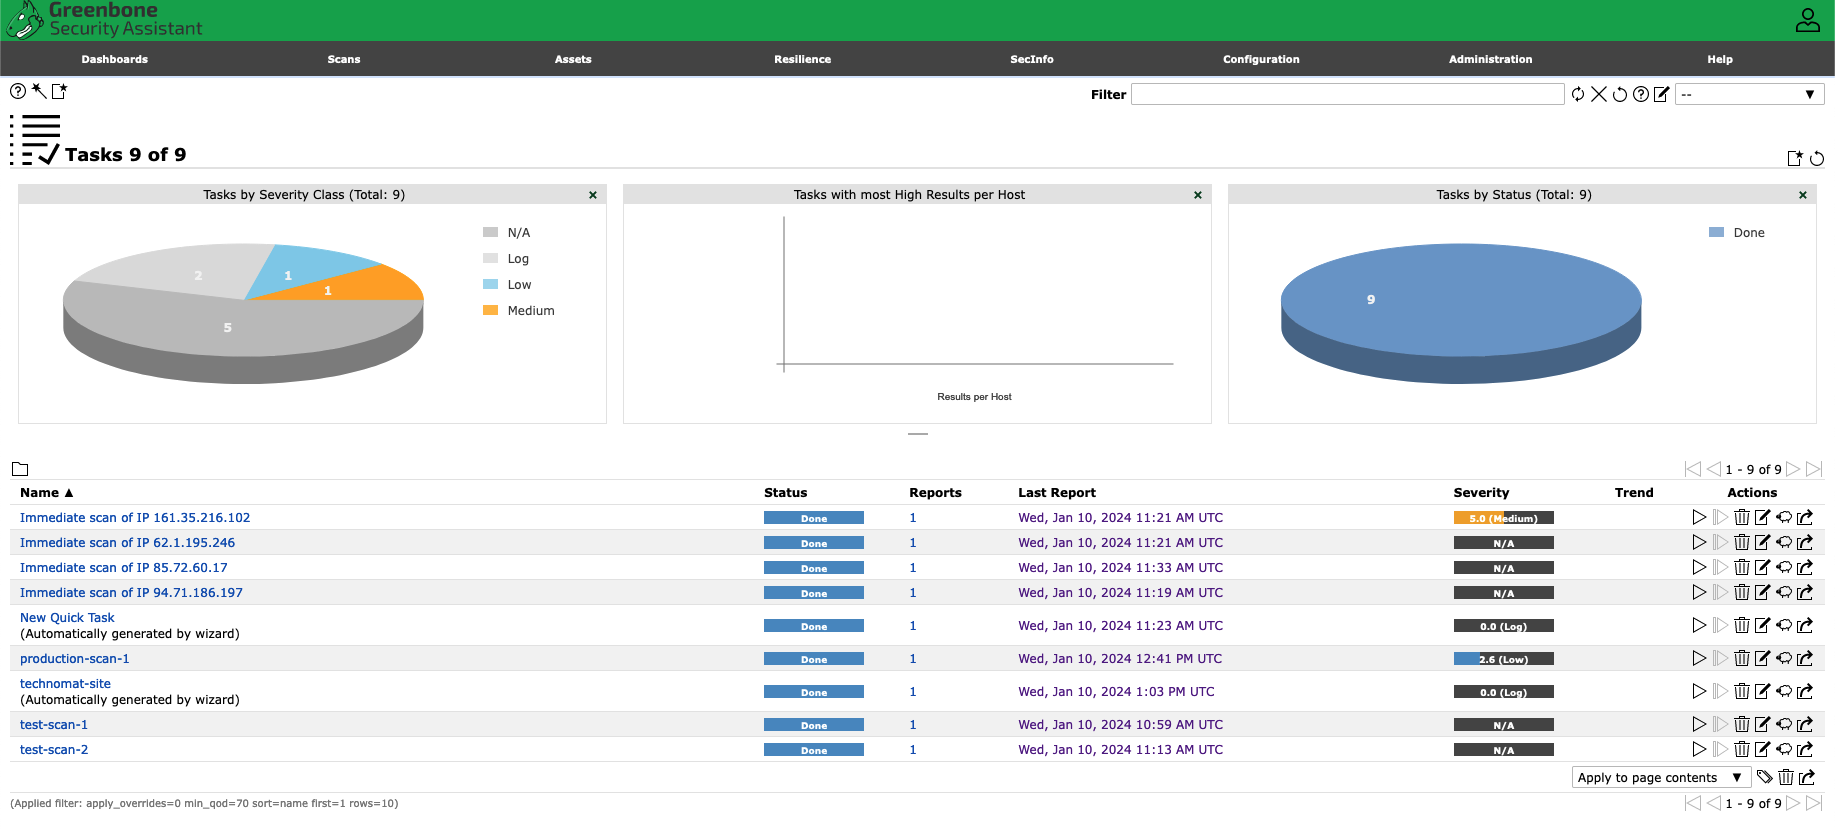 Greenbone
Security Assistant
Dashboards Scans Assets Resilience SecInfo Configuration Administration Help
Filter --
Tasks 9 of 9
Tasks by Severity Class (Total: 9)
N/A
Log
Low
Medium
2
1
1
5
Tasks with most High Results per Host
Results per Host
Tasks by Status (Total: 9)
Done
9
1 - 9 of 9
Name ▲ Status Reports Last Report Severity Trend Actions
Immediate scan of IP 161.35.216.102 Done 1 Wed, Jan 10, 2024 11:21 AM UTC 5.0 (Medium)
Immediate scan of IP 62.1.195.246 Done 1 Wed, Jan 10, 2024 11:21 AM UTC N/A
Immediate scan of IP 85.72.60.17 Done 1 Wed, Jan 10, 2024 11:33 AM UTC N/A
Immediate scan of IP 94.71.186.197 Done 1 Wed, Jan 10, 2024 11:19 AM UTC N/A
New Quick Task
(Automatically generated by wizard) Done 1 Wed, Jan 10, 2024 11:23 AM UTC 0.0 (Log)
production-scan-1 Done 1 Wed, Jan 10, 2024 12:41 PM UTC 2.6 (Low)
technomat-site
(Automatically generated by wizard) Done 1 Wed, Jan 10, 2024 1:03 PM UTC 0.0 (Log)
test-scan-1 Done 1 Wed, Jan 10, 2024 10:59 AM UTC N/A
test-scan-2 Done 1 Wed, Jan 10, 2024 11:13 AM UTC N/A
Apply to page contents ▼
(Applied filter: apply_overrides=0 min_qod=70 sort=name first=1 rows=10) 1 - 9 of 9